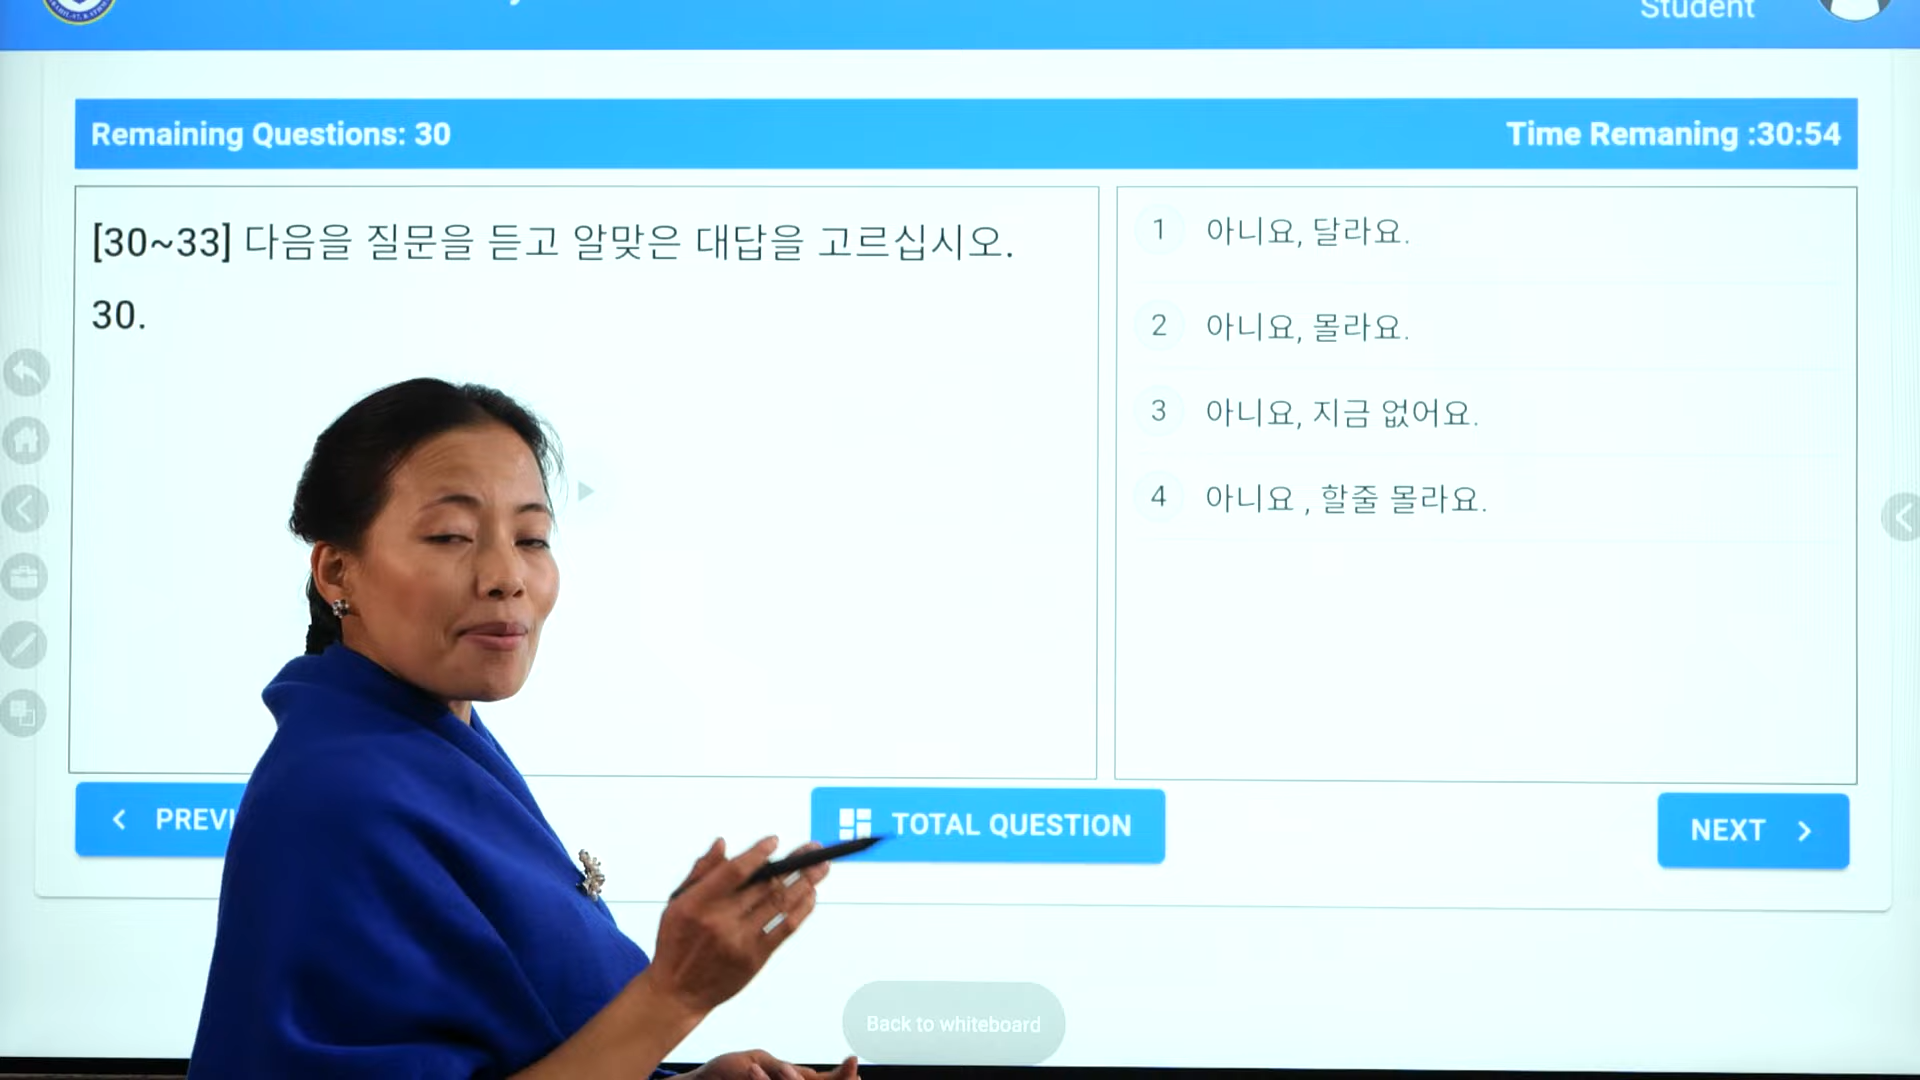 Student
Remaining Questions: 30
Time Remaning :30:54
[30~33] 다음을 질문을 듣고 알맞은 대답을 고르십시오.
30.
1 아니요, 달라요.
2 아니요, 몰라요.
3 아니요, 지금 없어요.
4 아니요 , 할줄 몰라요.
PREVI
TOTAL QUESTION
NEXT
Back to whiteboard